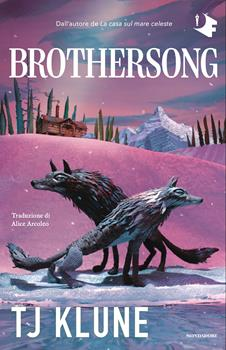 Dall'autore de La casa sul mare celeste
BROTHERSONG
Traduzione di
Alice Arcoleo
TJ KLUNE
MONDADORI